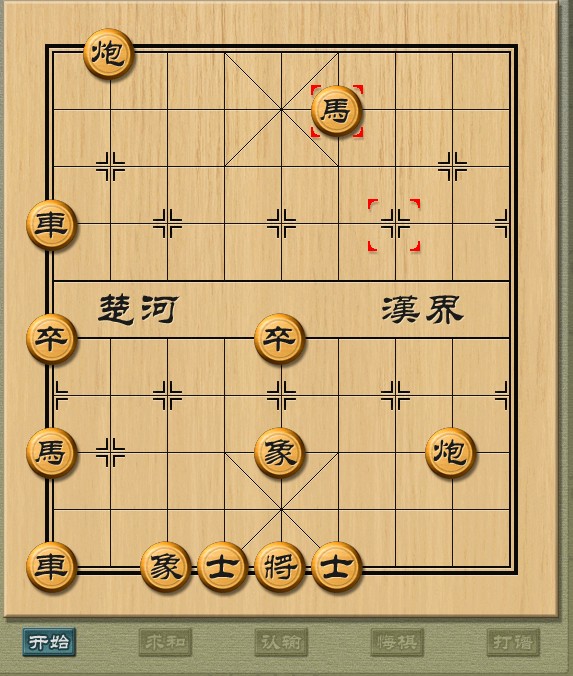 炮
馬
車
楚河 漢界
卒 卒
馬 象 炮
車 象 士 將 士
开始 求和 认输 悔棋 打谱